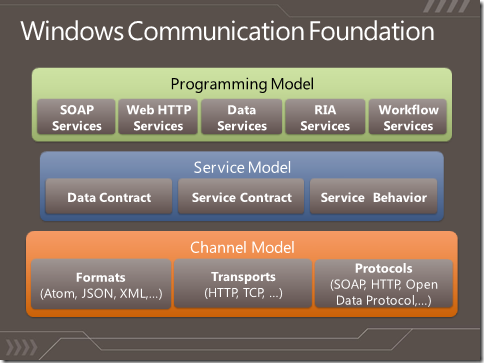 Windows Communication Foundation
Programming Model
SOAP Services
Web HTTP Services
Data Services
RIA Services
Workflow Services
Service Model
Data Contract
Service Contract
Service Behavior
Channel Model
Formats
(Atom, JSON, XML,...)
Transports
(HTTP, TCP, ...)
Protocols
(SOAP, HTTP, Open
Data Protocol,...)